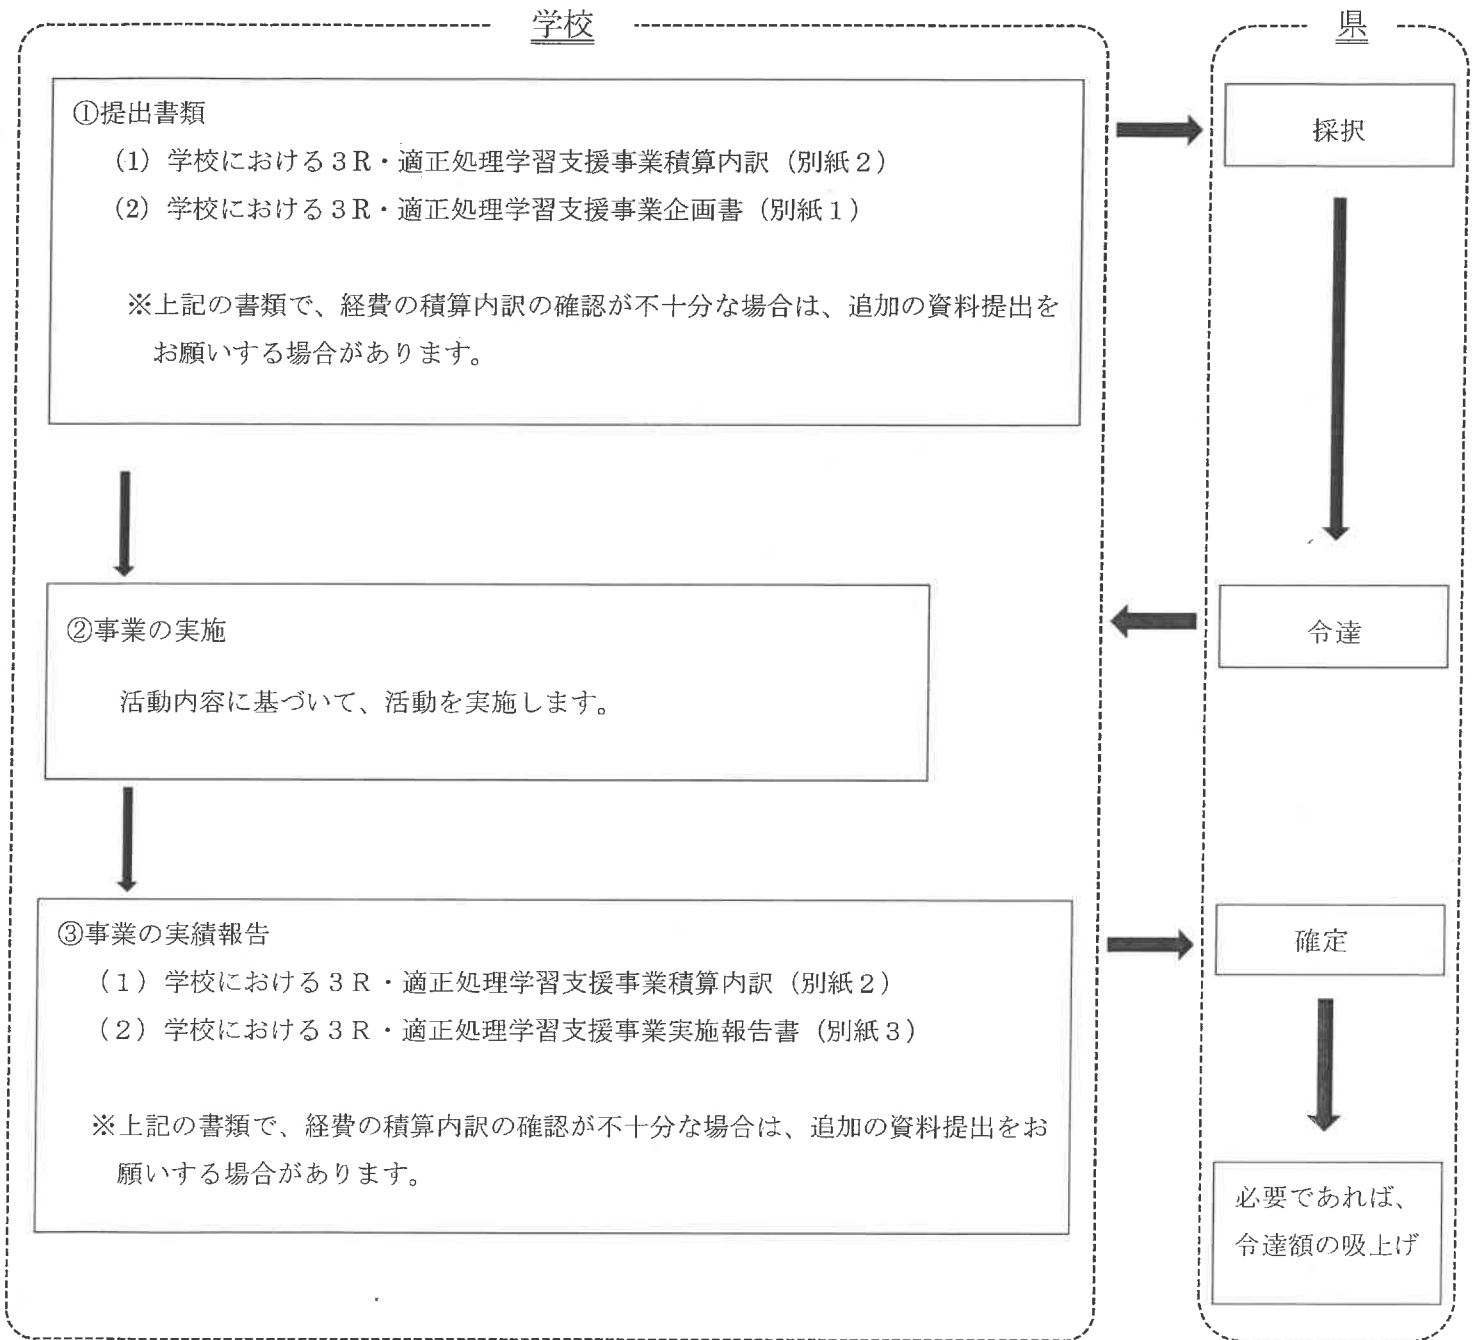 学校
①提出書類
(1) 学校における３R・適正処理学習支援事業積算内訳（別紙２）
(2) 学校における３R・適正処理学習支援事業企画書（別紙１）
※上記の書類で、経費の積算内訳の確認が不十分な場合は、追加の資料提出を
お願いする場合があります。
②事業の実施
活動内容に基づいて、活動を実施します。
③事業の実績報告
（１）学校における３Ｒ・適正処理学習支援事業積算内訳（別紙２）
（２）学校における３Ｒ・適正処理学習支援事業実施報告書（別紙３）
※上記の書類で、経費の積算内訳の確認が不十分な場合は、追加の資料提出をお
願いする場合があります。
県
採択
令達
確定
必要であれば、
令達額の吸上げ